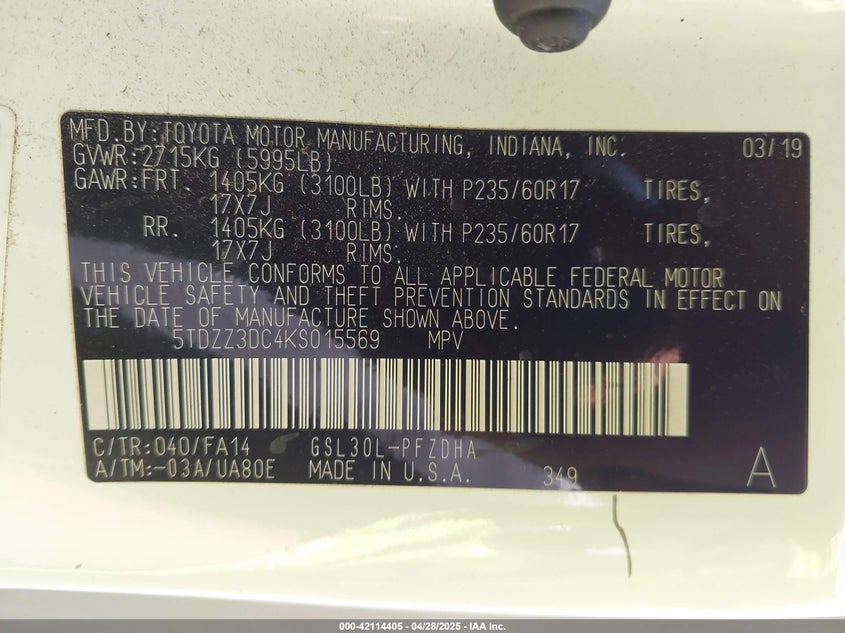 MFD.BY:TOYOTA MOTOR MANUFACTURING, INDIANA, INC. 03/19
GVWR:2715KG (5995LB)
GAWR:FRT. 1405KG (3100LB) WITH P235/60R17 TIRES,
17X7J RIMS.
RR. 1405KG (3100LB) WITH P235/60R17 TIRES,
17X7J RIMS.
THIS VEHICLE CONFORMS TO ALL APPLICABLE FEDERAL MOTOR
VEHICLE SAFETY AND THEFT PREVENTION STANDARDS IN EFFECT ON
THE DATE OF MANUFACTURE SHOWN ABOVE.
5TDZZ3DC4KS015569 MPV
C/TR:040/FA14 GSL30L-PFZDHA
A/TM:-03A/UA80E MADE IN U.S.A. 349 A
000-42114405 - 04/28/2025 - IAA Inc.